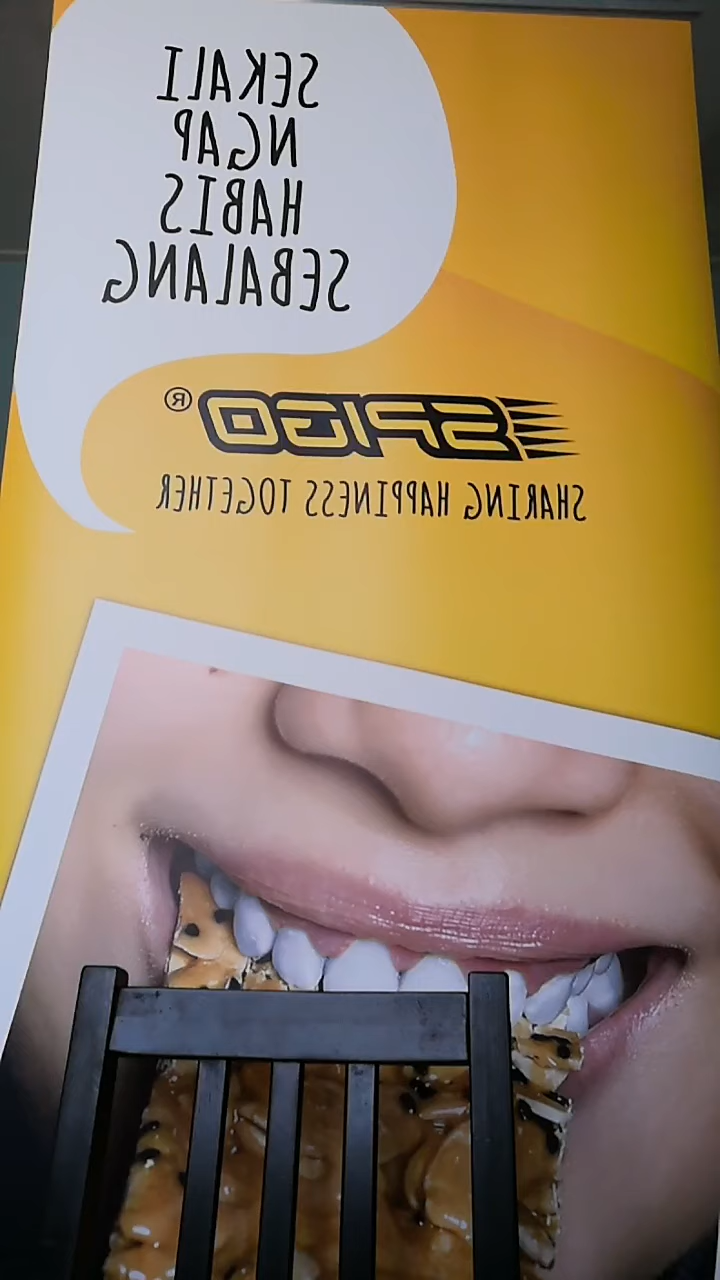 SEKALI
NGAP
HABIS
SEBALANG
SPIGO®
SHARING HAPPINESS TOGETHER